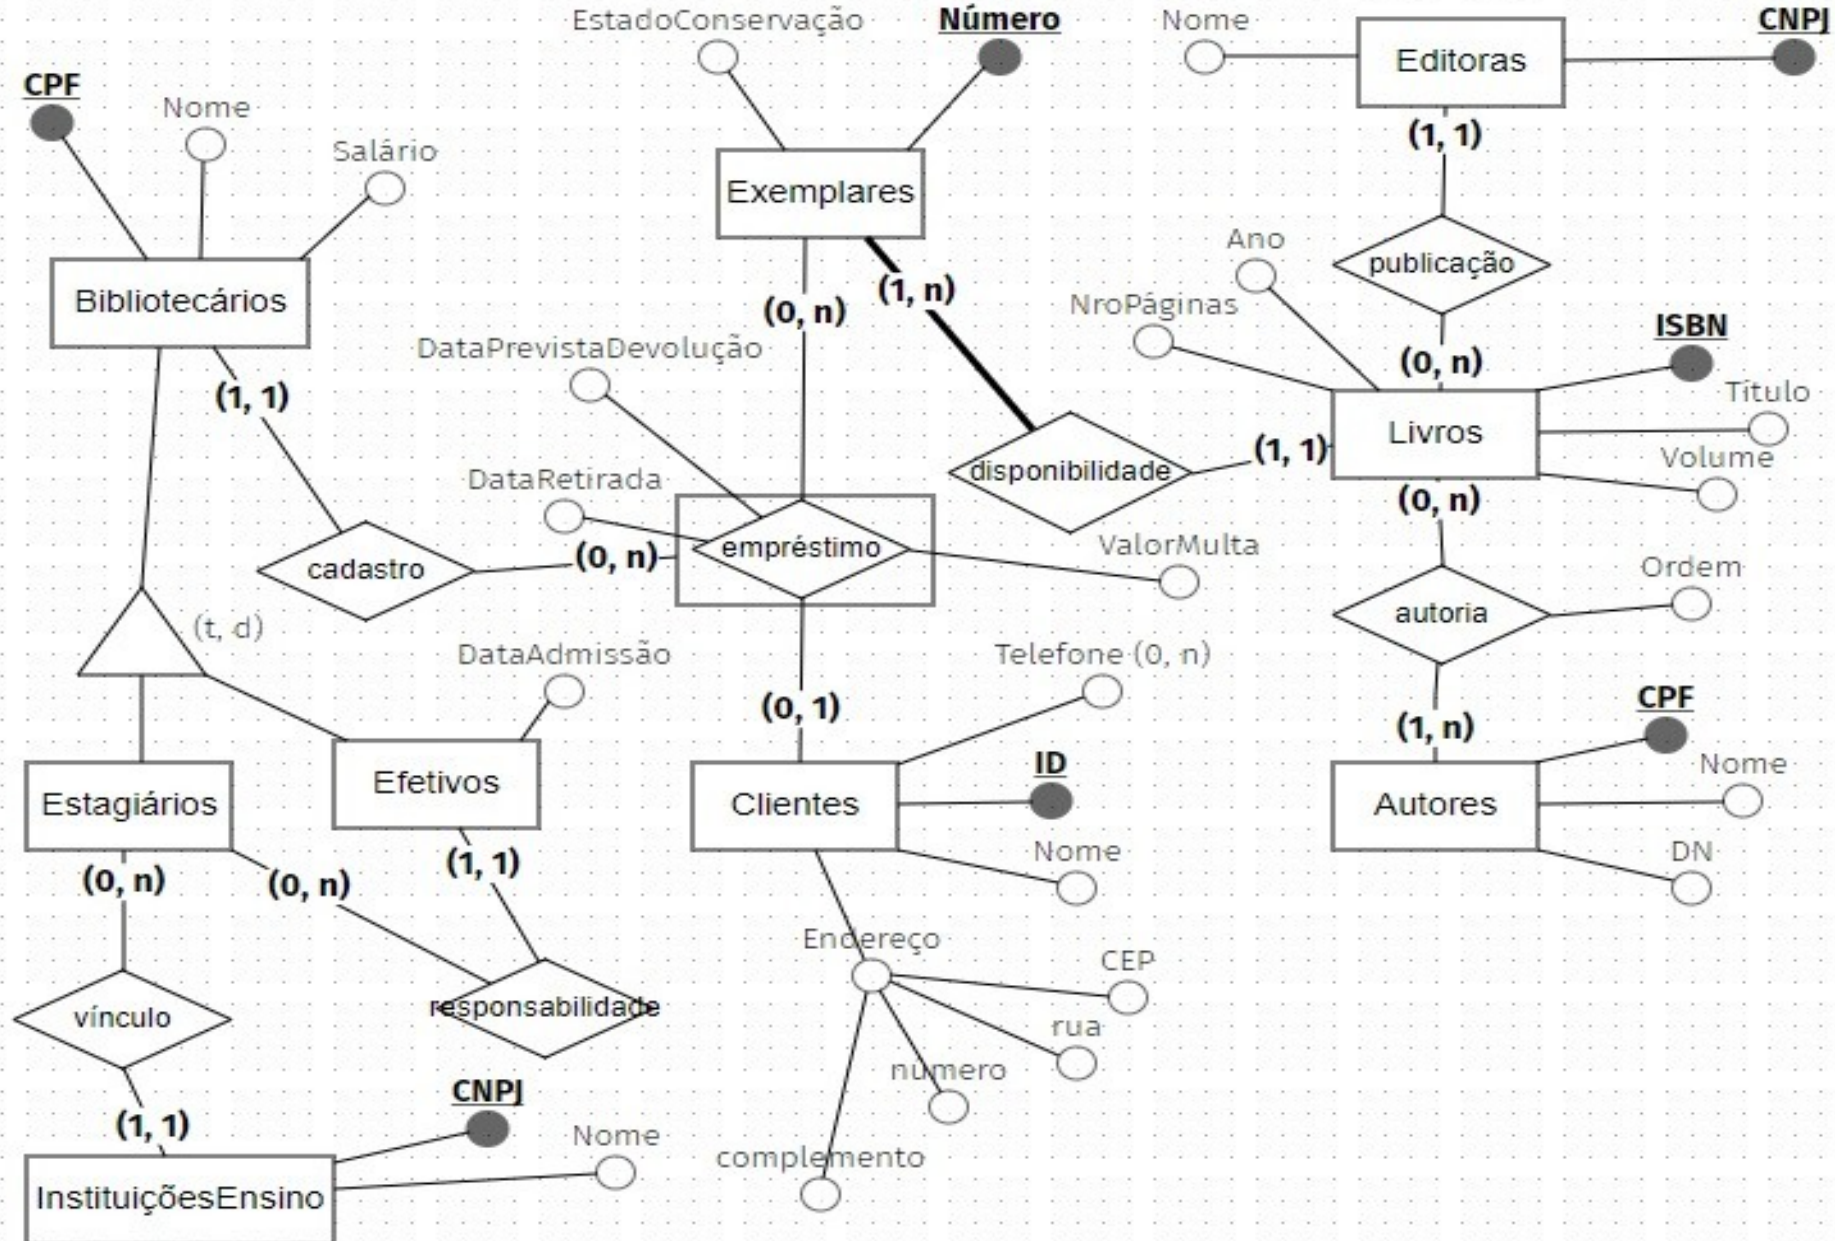 EstadoConservação
Número
Nome
CNPJ
Editoras
CPF
Nome
Salário
(1, 1)
Exemplares
Ano
publicação
Bibliotecários
(0, n)
(1, n)
NroPáginas
ISBN
DataPrevistaDevolução
(0, n)
Título
(1, 1)
Livros
Volume
DataRetirada
disponibilidade
(1, 1)
(0, n)
empréstimo
ValorMulta
cadastro
(0, n)
Ordem
autoria
(t, d)
DataAdmissão
Telefone (0, n)
(0, 1)
(1, n)
CPF
Estagiários
Efetivos
Clientes
ID
Autores
Nome
(0, n)
(0, n)
(1, 1)
Nome
DN
Endereço
CEP
vínculo
responsabilidade
rua
número
(1, 1)
CNPJ
Nome
complemento
InstituiçõesEnsino